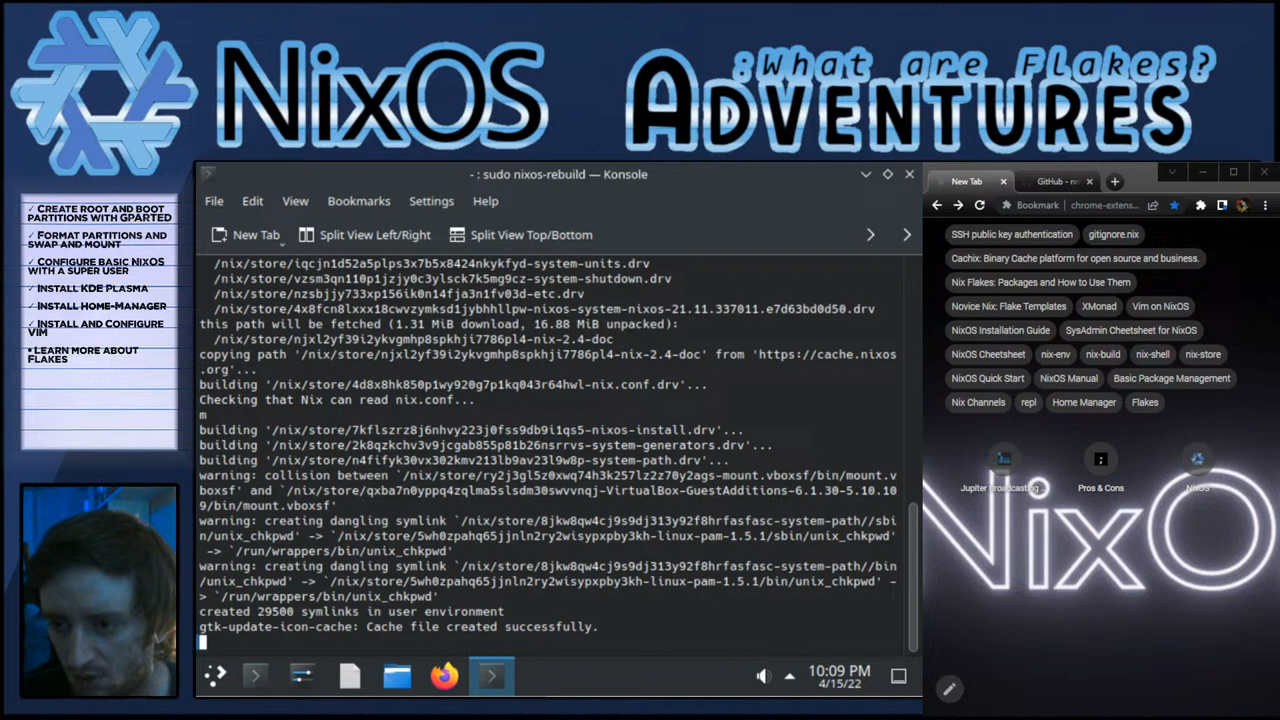 NixOS
:What are Flakes?
ADVENTURES
✓ CREATE ROOT AND BOOT
PARTITIONS WITH GPARTED
✓ FORMAT PARTITIONS AND
SWAP AND MOUNT
✓ CONFIGURE BASIC NIXOS
WITH A SUPER USER
✓ INSTALL KDE PLASMA
✓ INSTALL HOME-MANAGER
✓ INSTALL AND CONFIGURE
VIM
• LEARN MORE ABOUT
FLAKES
- : sudo nixos-rebuild — Konsole
File Edit View Bookmarks Settings Help
New Tab Split View Left/Right Split View Top/Bottom
/nix/store/iqcjn1d52a5plps3x7b5x8424nkykfyd-system-units.drv
/nix/store/vzsm3qn110p1jzjy0c3ylsck7k5mg9cz-system-shutdown.drv
/nix/store/nzsbjjy733xp156ik0n14fja3n1fv03d-etc.drv
/nix/store/4x8fcn8lxxx18cwvzymksd1jybhhllpw-nixos-system-nixos-21.11.337011.e7d63bd0d50.drv
this path will be fetched (1.31 MiB download, 16.88 MiB unpacked):
/nix/store/njxl2yf39i2ykvgmhp8spkhji7786pl4-nix-2.4-doc
copying path '/nix/store/njxl2yf39i2ykvgmhp8spkhji7786pl4-nix-2.4-doc' from 'https://cache.nixos
.org'...
building '/nix/store/4d8x8hk850p1wy920g7p1kq043r64hwl-nix.conf.drv'...
Checking that Nix can read nix.conf...
m
building '/nix/store/7kflszrz8j6nhvy223j0fss9db9i1qs5-nixos-install.drv'...
building '/nix/store/2k8qzkchv3v9jcgab855p81b26nsrrvs-system-generators.drv'...
building '/nix/store/n4fifyk30vx302kmv213lb9av23l9w8p-system-path.drv'...
warning: collision between `/nix/store/ry2j3gl5z0xwq74h3k257lz2z70y2ags-mount.vboxsf/bin/mount.v
boxsf' and `/nix/store/qxba7n0yppq4zqlma5slsdm30swvvnqj-VirtualBox-GuestAdditions-6.1.30-5.10.10
9/bin/mount.vboxsf'
warning: creating dangling symlink `/nix/store/8jkw8qw4cj9s9dj313y92f8hrfasfasc-system-path//sbi
n/unix_chkpwd' -> `/nix/store/5wh0zpahq65jjnln2ry2wisypxpby3kh-linux-pam-1.5.1/sbin/unix_chkpwd'
-> `/run/wrappers/bin/unix_chkpwd'
warning: creating dangling symlink `/nix/store/8jkw8qw4cj9s9dj313y92f8hrfasfasc-system-path//bin
/unix_chkpwd' -> `/nix/store/5wh0zpahq65jjnln2ry2wisypxpby3kh-linux-pam-1.5.1/bin/unix_chkpwd' -
> `/run/wrappers/bin/unix_chkpwd'
created 29500 symlinks in user environment
gtk-update-icon-cache: Cache file created successfully.
10:09 PM
4/15/22
New Tab GitHub - n
Bookmark chrome-extens...
SSH public key authentication gitignore.nix
Cachix: Binary Cache platform for open source and business.
Nix Flakes: Packages and How to Use Them
Novice Nix: Flake Templates XMonad Vim on NixOS
NixOS Installation Guide SysAdmin Cheetsheet for NixOS
NixOS Cheetsheet nix-env nix-build nix-shell nix-store
NixOS Quick Start NixOS Manual Basic Package Management
Nix Channels repl Home Manager Flakes
Jupiter Broadcasting ... Pros & Cons NixOS
NixO